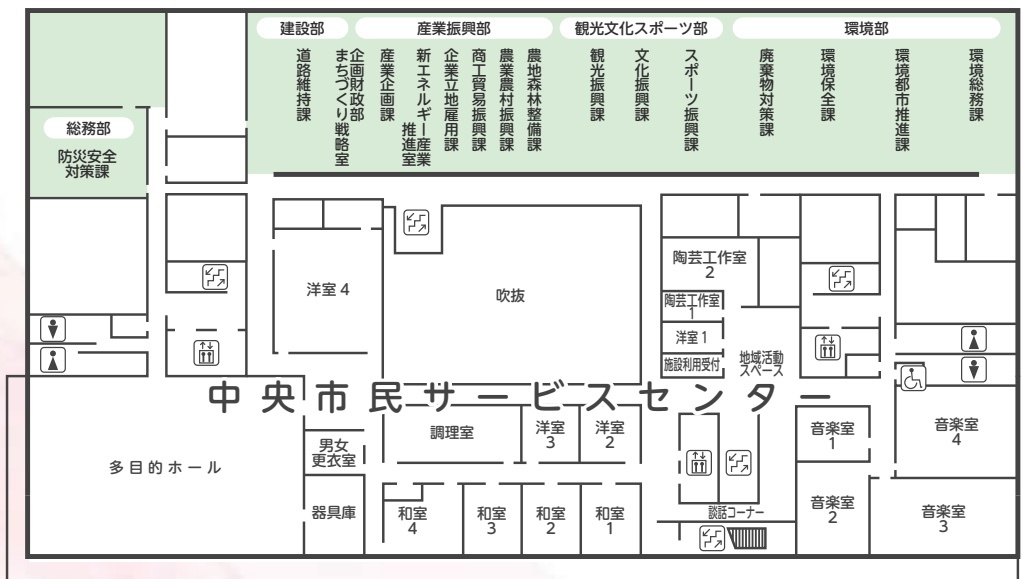 建設部
産業振興部
観光文化スポーツ部
環境部
道路維持課
企画財政部
まちづくり戦略室
産業企画課
新エネルギー産業
推進室
企業立地雇用課
商工貿易振興課
農業農村振興課
農地森林整備課
観光振興課
文化振興課
スポーツ振興課
廃棄物対策課
環境保全課
環境都市推進課
環境総務課
総務部
防災安全
対策課
洋室4
吹抜
陶芸工作室
2
陶芸工作室
1
洋室1
施設利用受付
地域活動
スペース
中央市民サービスセンター
多目的ホール
男女
更衣室
器具庫
調理室
洋室
3
洋室
2
和室
4
和室
3
和室
2
和室
1
談話コーナー
音楽室
1
音楽室
2
音楽室
4
音楽室
3